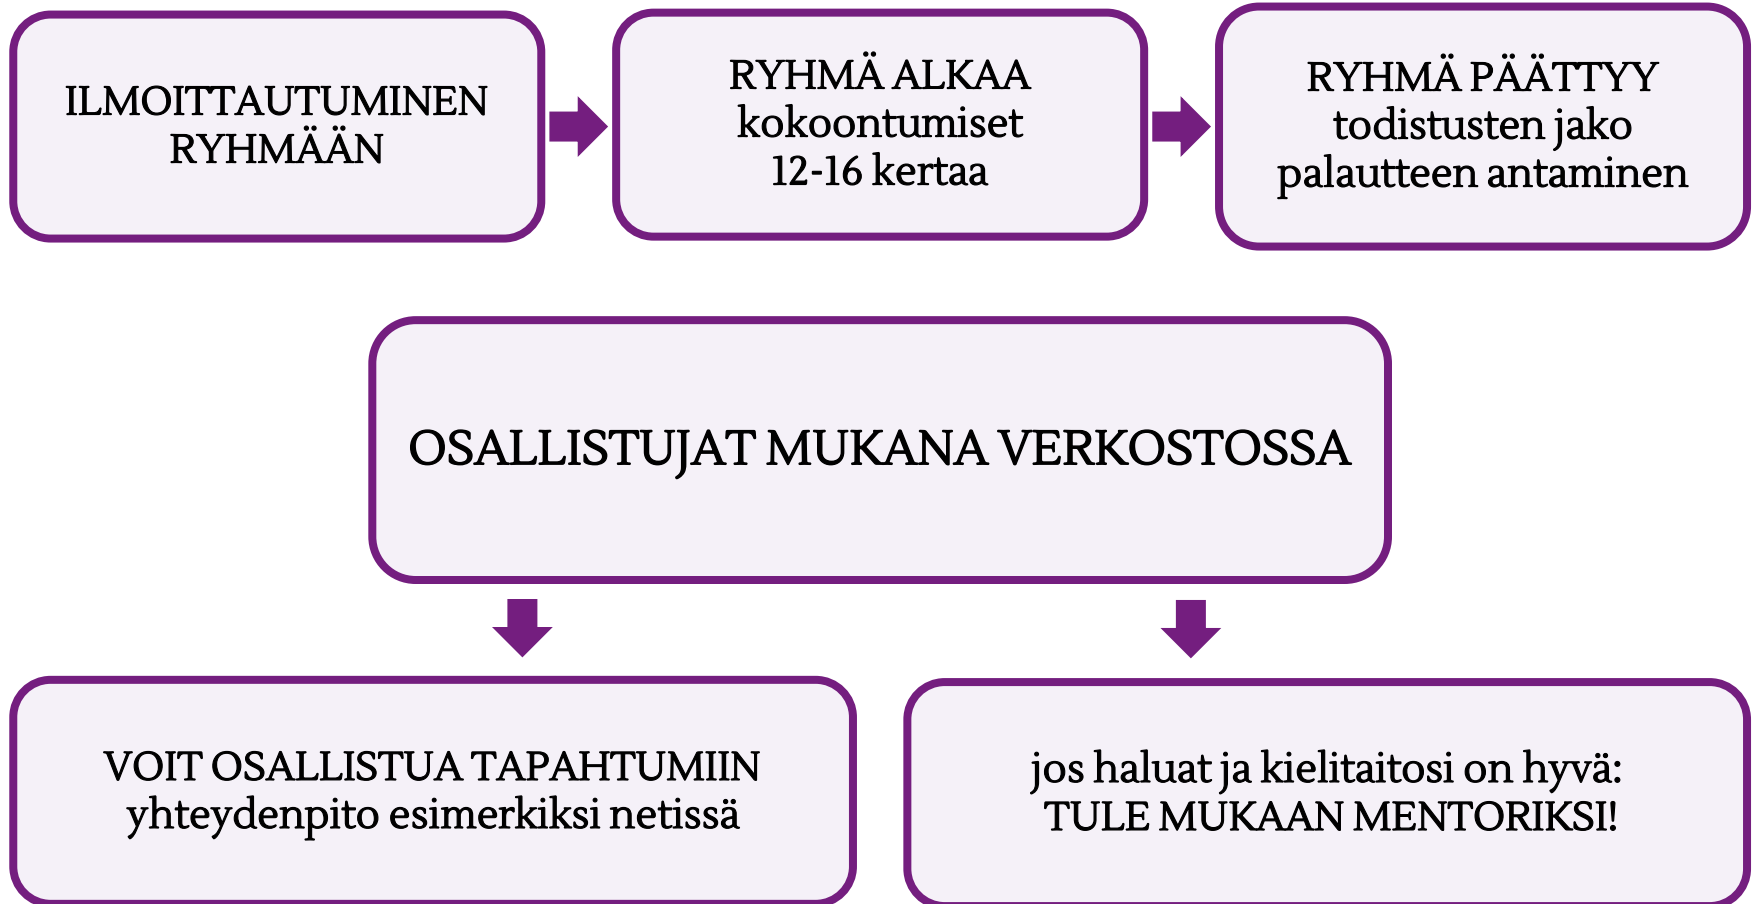 ILMOITTAUTUMINEN
RYHMÄÄN
RYHMÄ ALKAA
kokoontumiset
12-16 kertaa
RYHMÄ PÄÄTTYY
todistusten jako
palautteen antaminen
OSALLISTUJAT MUKANA VERKOSTOSSA
VOIT OSALLISTUA TAPAHTUMIIN
yhteydenpito esimerkiksi netissä
jos haluat ja kielitaitosi on hyvä:
TULE MUKAAN MENTORIKSI!